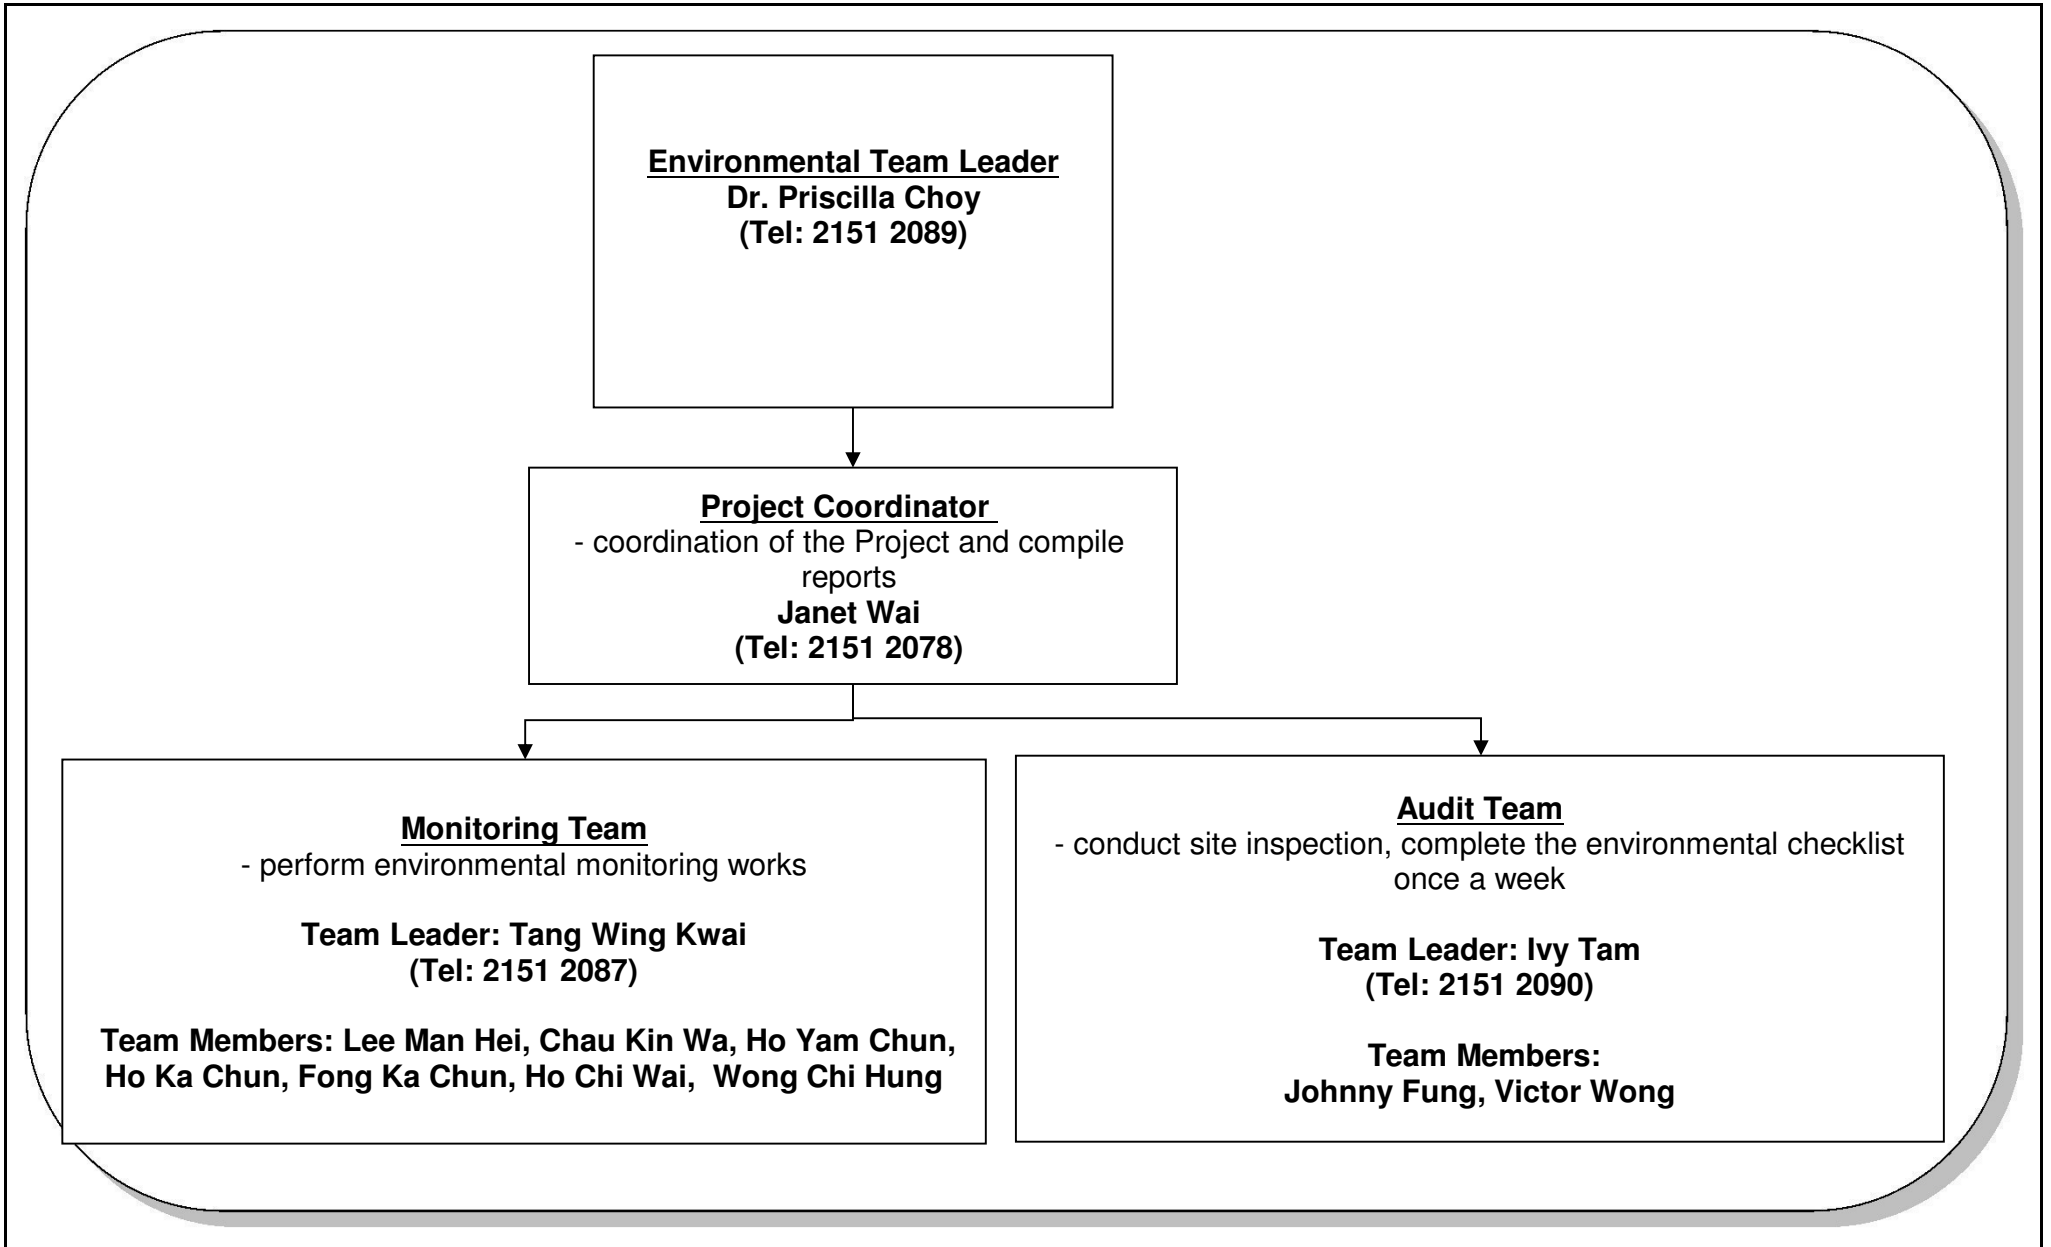 Environmental Team Leader
Dr. Priscilla Choy
(Tel: 2151 2089)
Project Coordinator
- coordination of the Project and compile
reports
Janet Wai
(Tel: 2151 2078)
Monitoring Team
- perform environmental monitoring works
Team Leader: Tang Wing Kwai
(Tel: 2151 2087)
Team Members: Lee Man Hei, Chau Kin Wa, Ho Yam Chun,
Ho Ka Chun, Fong Ka Chun, Ho Chi Wai, Wong Chi Hung
Audit Team
- conduct site inspection, complete the environmental checklist
once a week
Team Leader: Ivy Tam
(Tel: 2151 2090)
Team Members:
Johnny Fung, Victor Wong